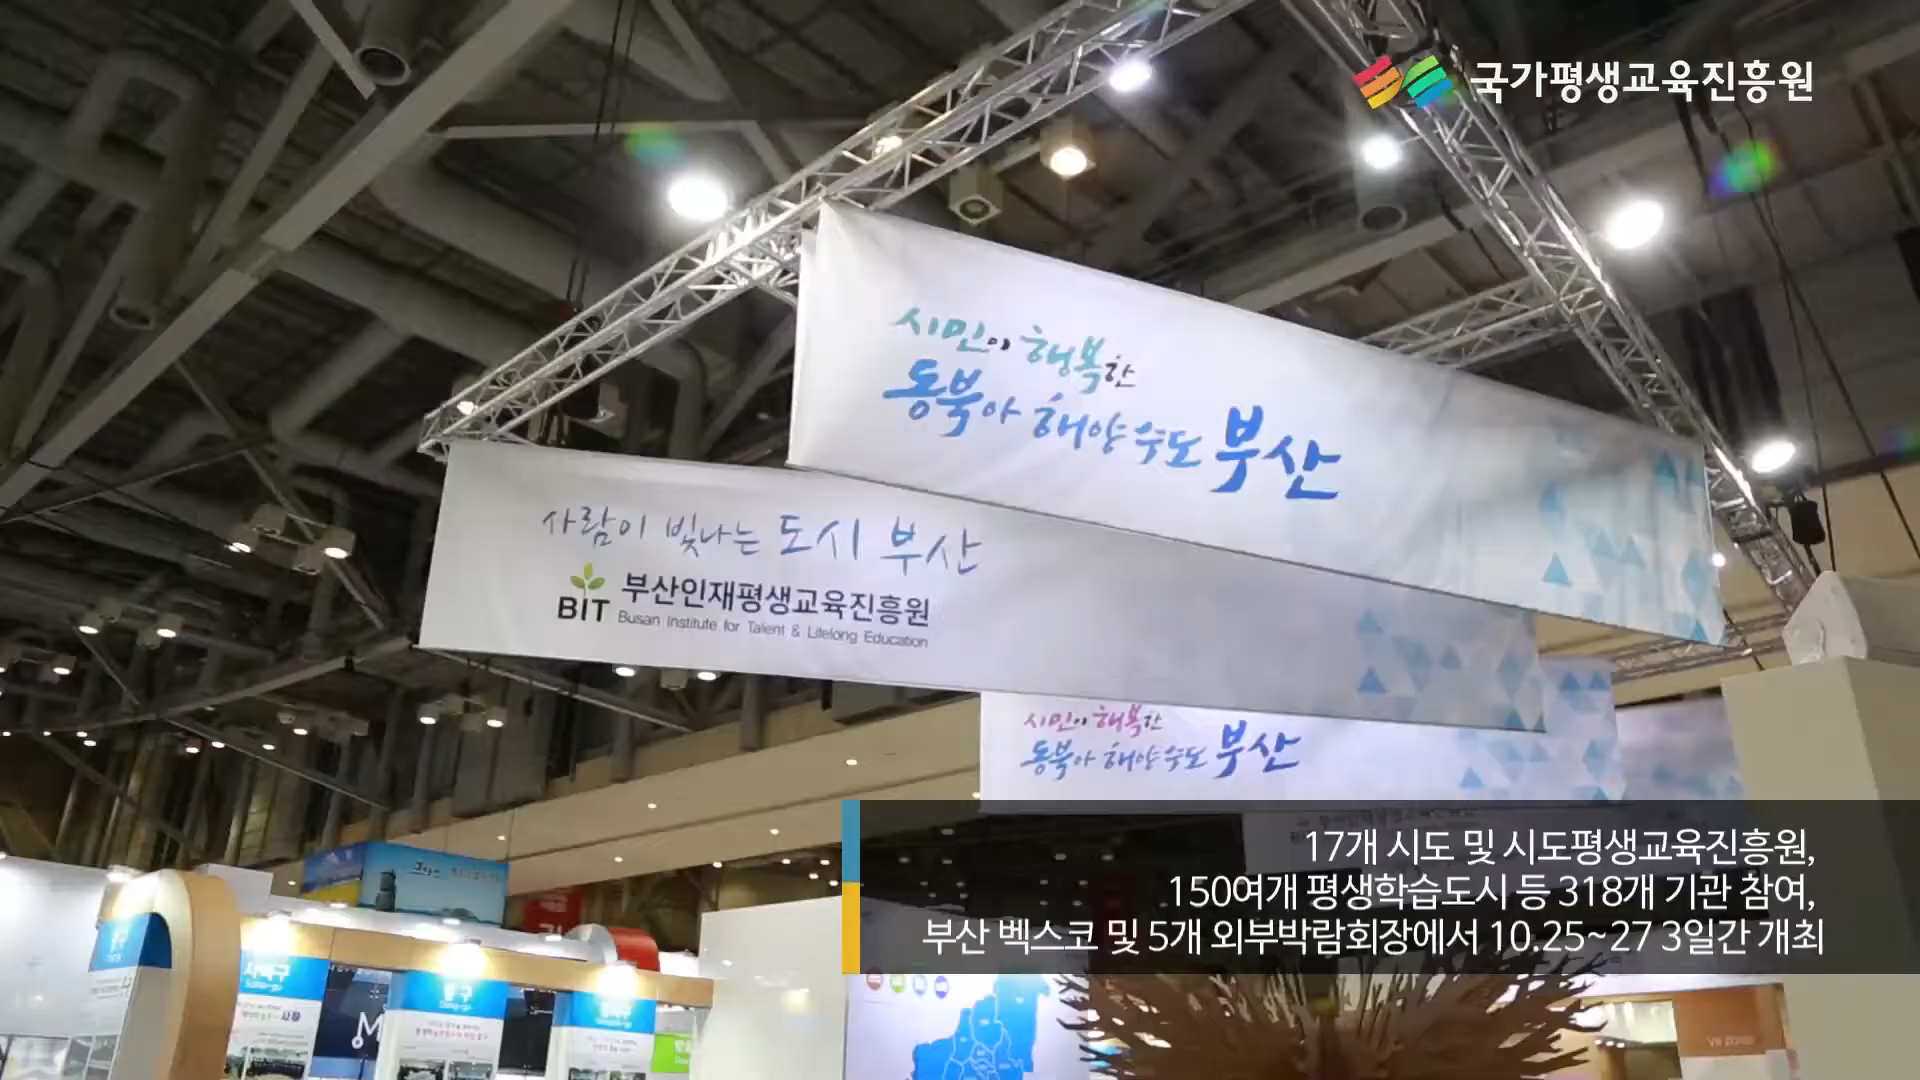 국가평생교육진흥원
시민이 행복한
동북아 해양수도 부산
사람이 빛나는 도시 부산
BIT 부산인재평생교육진흥원
Busan Institute for Talent & Lifelong Education
시민이 행복한
동북아 해양수도 부산
17개 시도 및 시도평생교육진흥원,
150여개 평생학습도시 등 318개 기관 참여,
부산 벡스코 및 5개 외부박람회장에서 10.25~27 3일간 개최